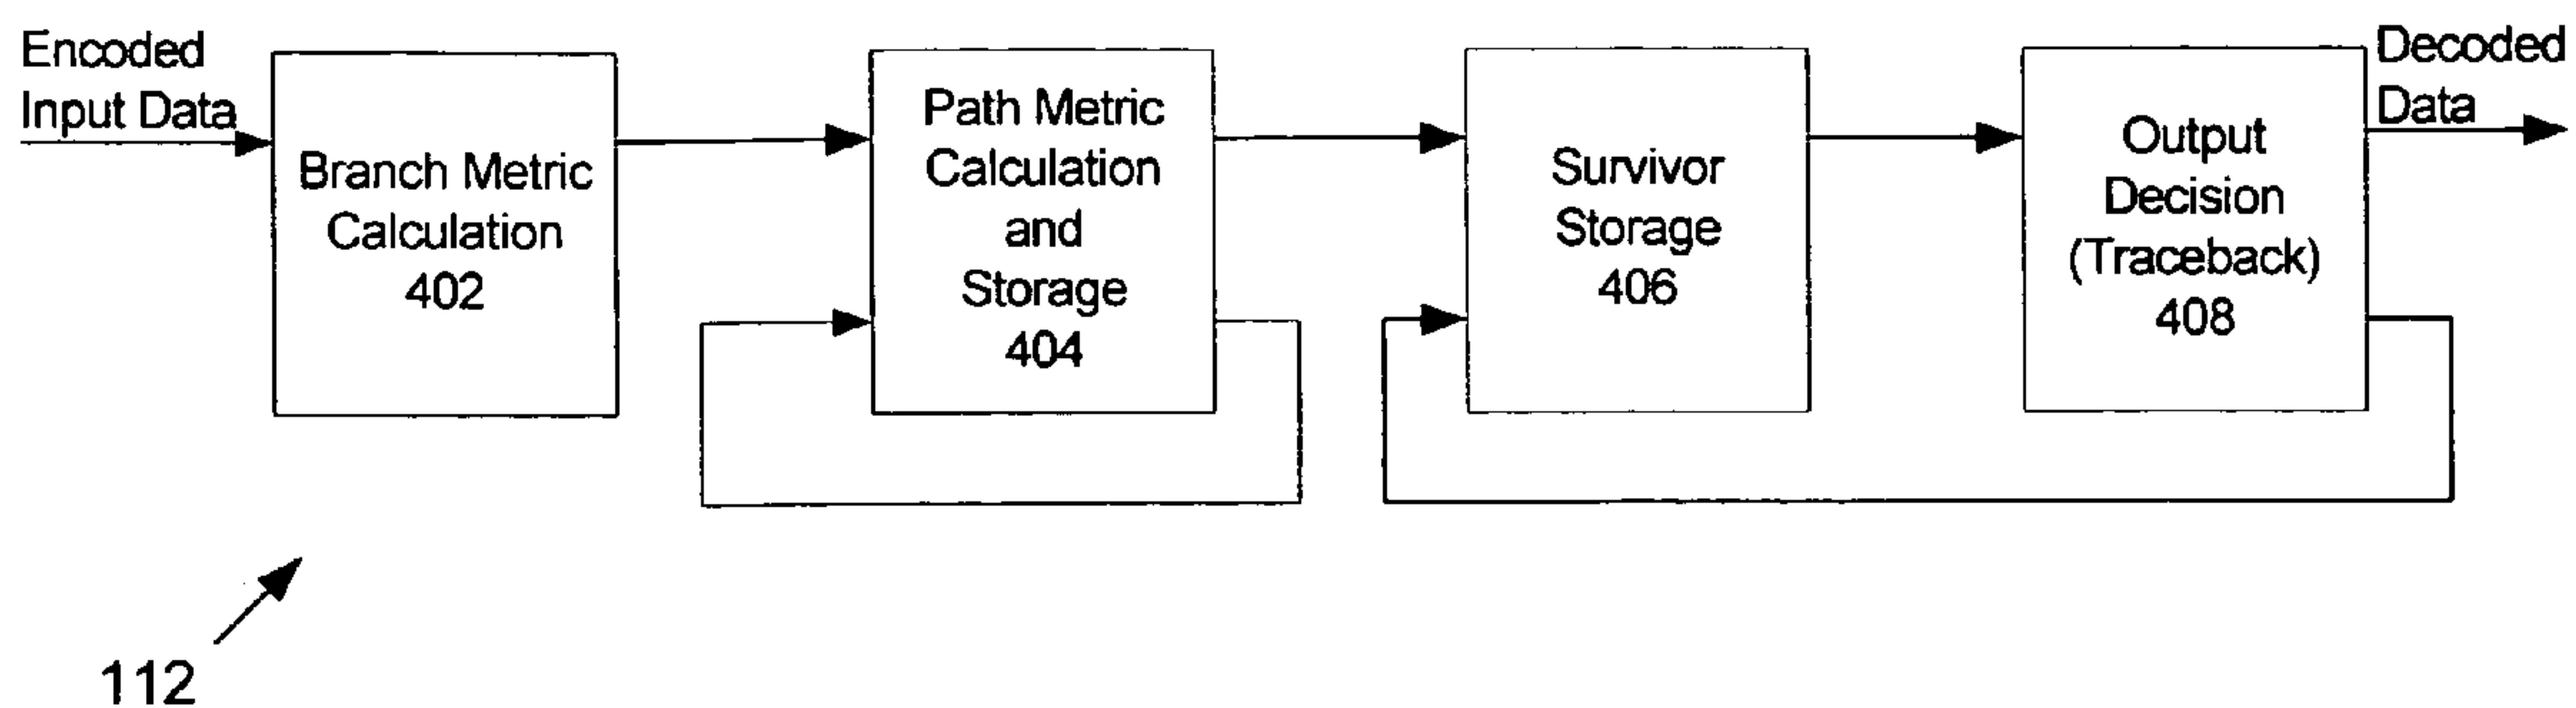 Encoded
Input Data
Branch Metric
Calculation
402
Path Metric
Calculation
and
Storage
404
Survivor
Storage
406
Output
Decision
(Traceback)
408
Decoded
Data
112